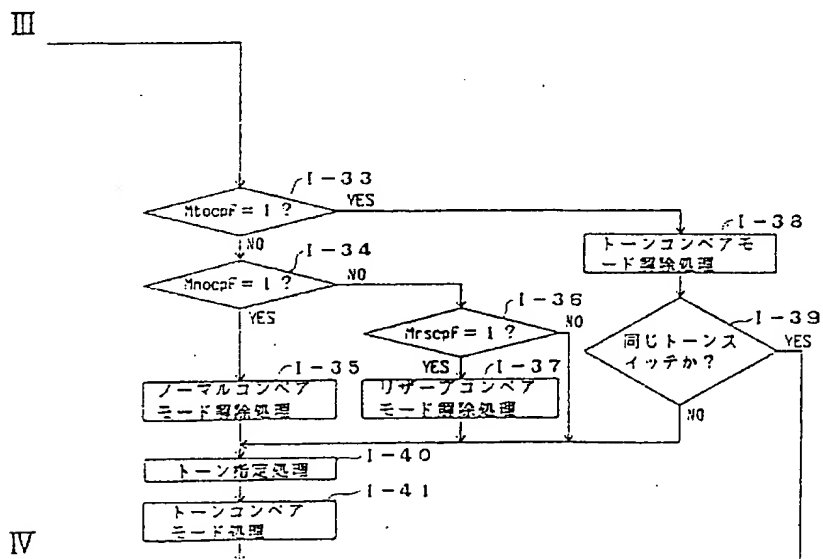 III
I-33
MtocpF = 1 ?
YES
NO
I-34
MnocpF = 1 ?
NO
YES
I-35
ノーマルコンペア
モード解除処理
I-36
MrscpF = 1 ?
NO
YES
I-37
リザーブコンペア
モード解除処理
I-38
トーンコンペアモ
ード解除処理
I-39
同じトーンス
イッチか?
YES
NO
I-40
トーン指定処理
I-41
トーンコンペア
モード処理
IV